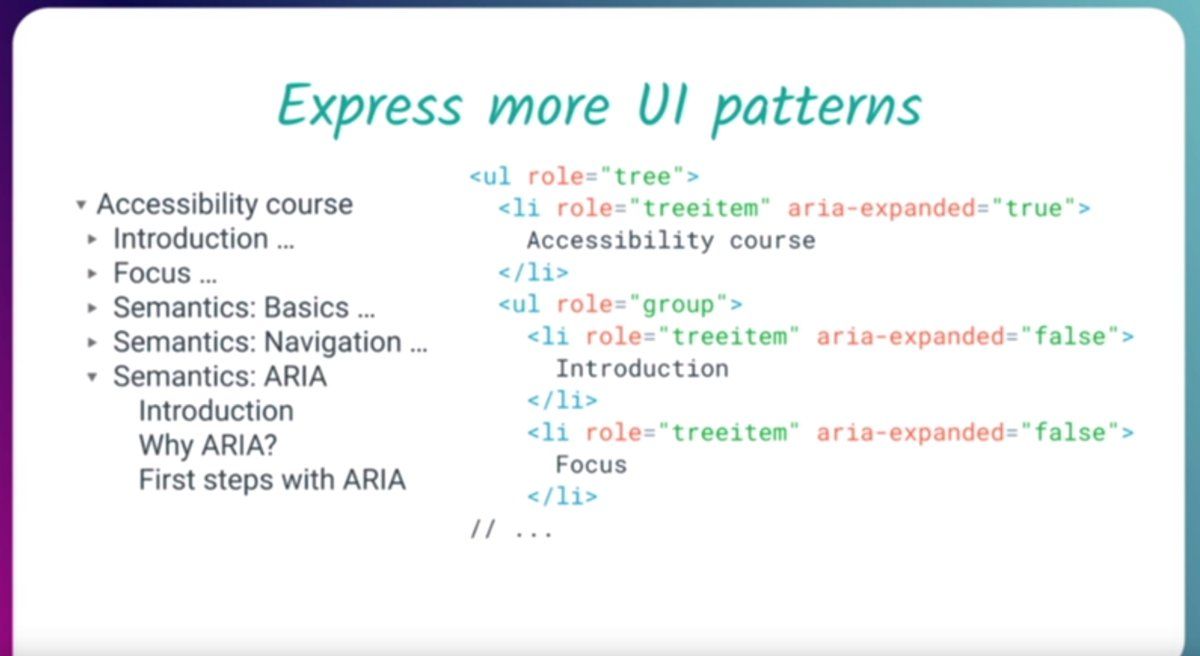 Express more UI patterns
▾ Accessibility course
▸ Introduction ...
▸ Focus ...
▸ Semantics: Basics ...
▸ Semantics: Navigation ...
▾ Semantics: ARIA
Introduction
Why ARIA?
First steps with ARIA
<ul role="tree">
<li role="treeitem" aria-expanded="true">
Accessibility course
</li>
<ul role="group">
<li role="treeitem" aria-expanded="false">
Introduction
</li>
<li role="treeitem" aria-expanded="false">
Focus
</li>
// ...